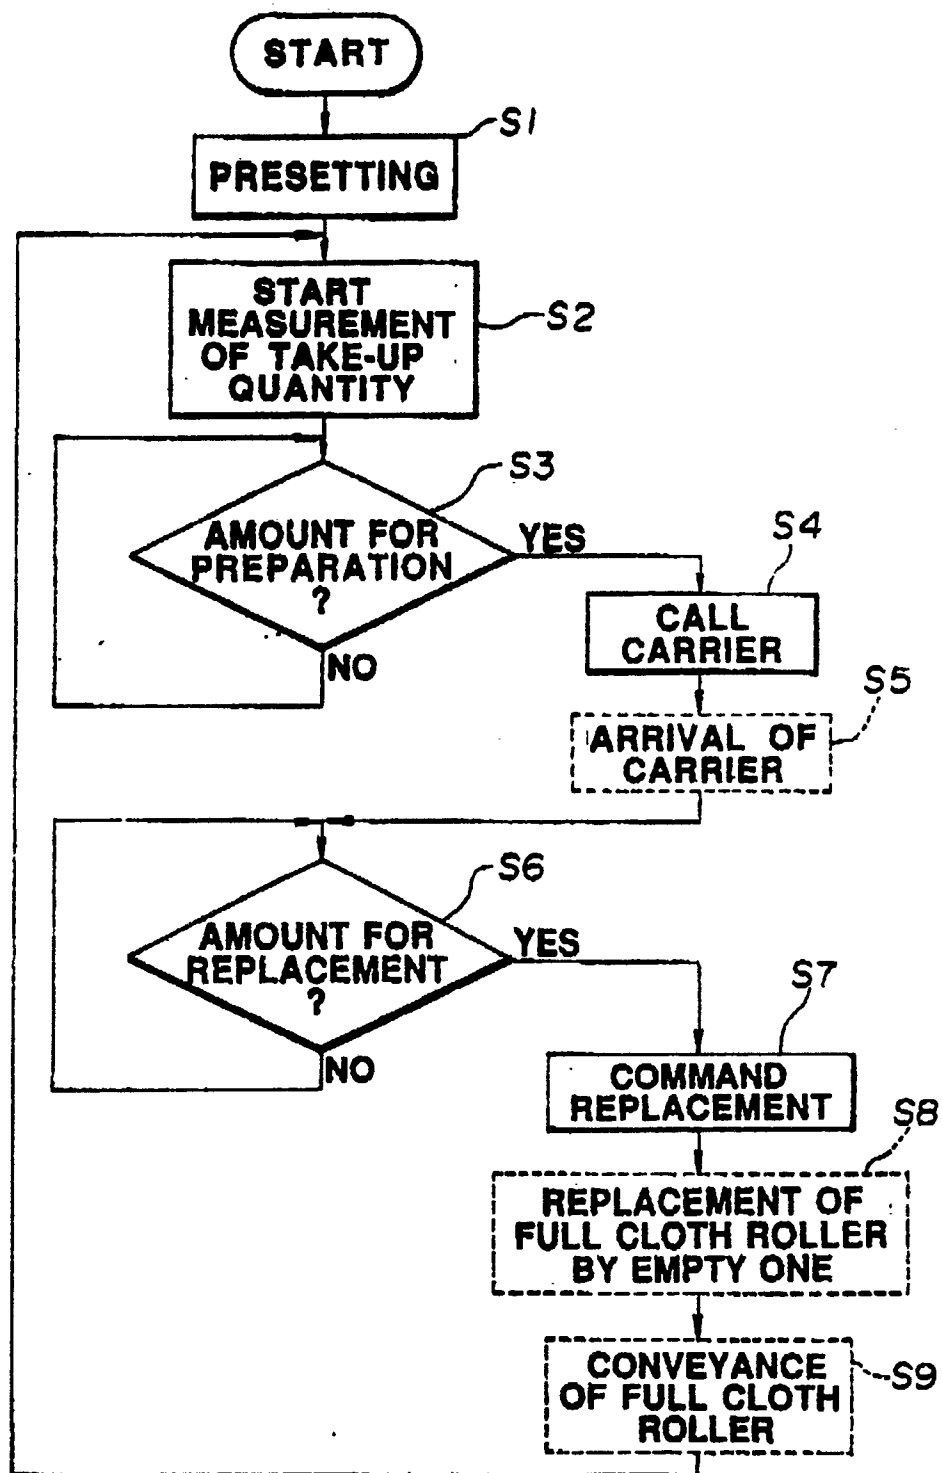 START
S1
PRESETTING
START
MEASUREMENT
OF TAKE-UP
QUANTITY
S2
S3
AMOUNT FOR
PREPARATION
?
YES
NO
S4
CALL
CARRIER
S5
ARRIVAL OF
CARRIER
S6
AMOUNT FOR
REPLACEMENT
?
YES
NO
S7
COMMAND
REPLACEMENT
S8
REPLACEMENT OF
FULL CLOTH ROLLER
BY EMPTY ONE
CONVEYANCE
OF FULL CLOTH
ROLLER
S9